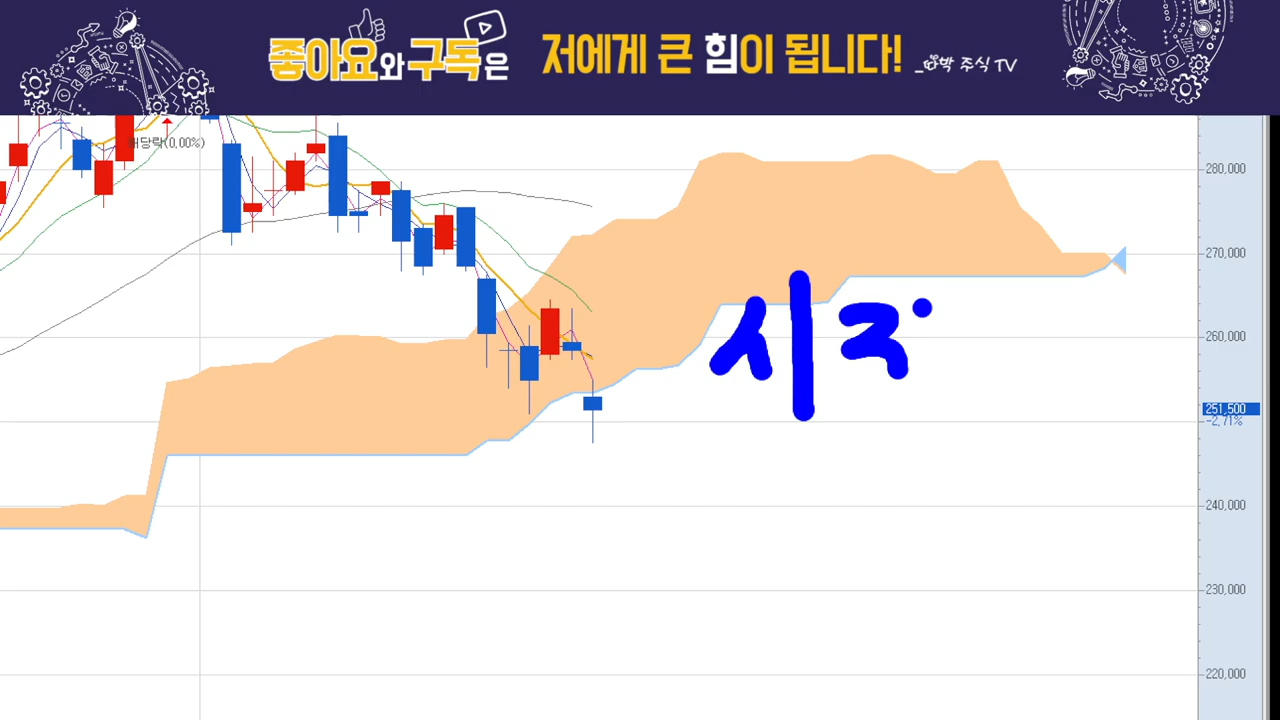 좋아요와 구독은 저에게 큰 힘이 됩니다! _대박 주식 TV
배당락(0,00%)
280,000
270,000
시
260,000
251,500
-2,71%
240,000
230,000
220,000